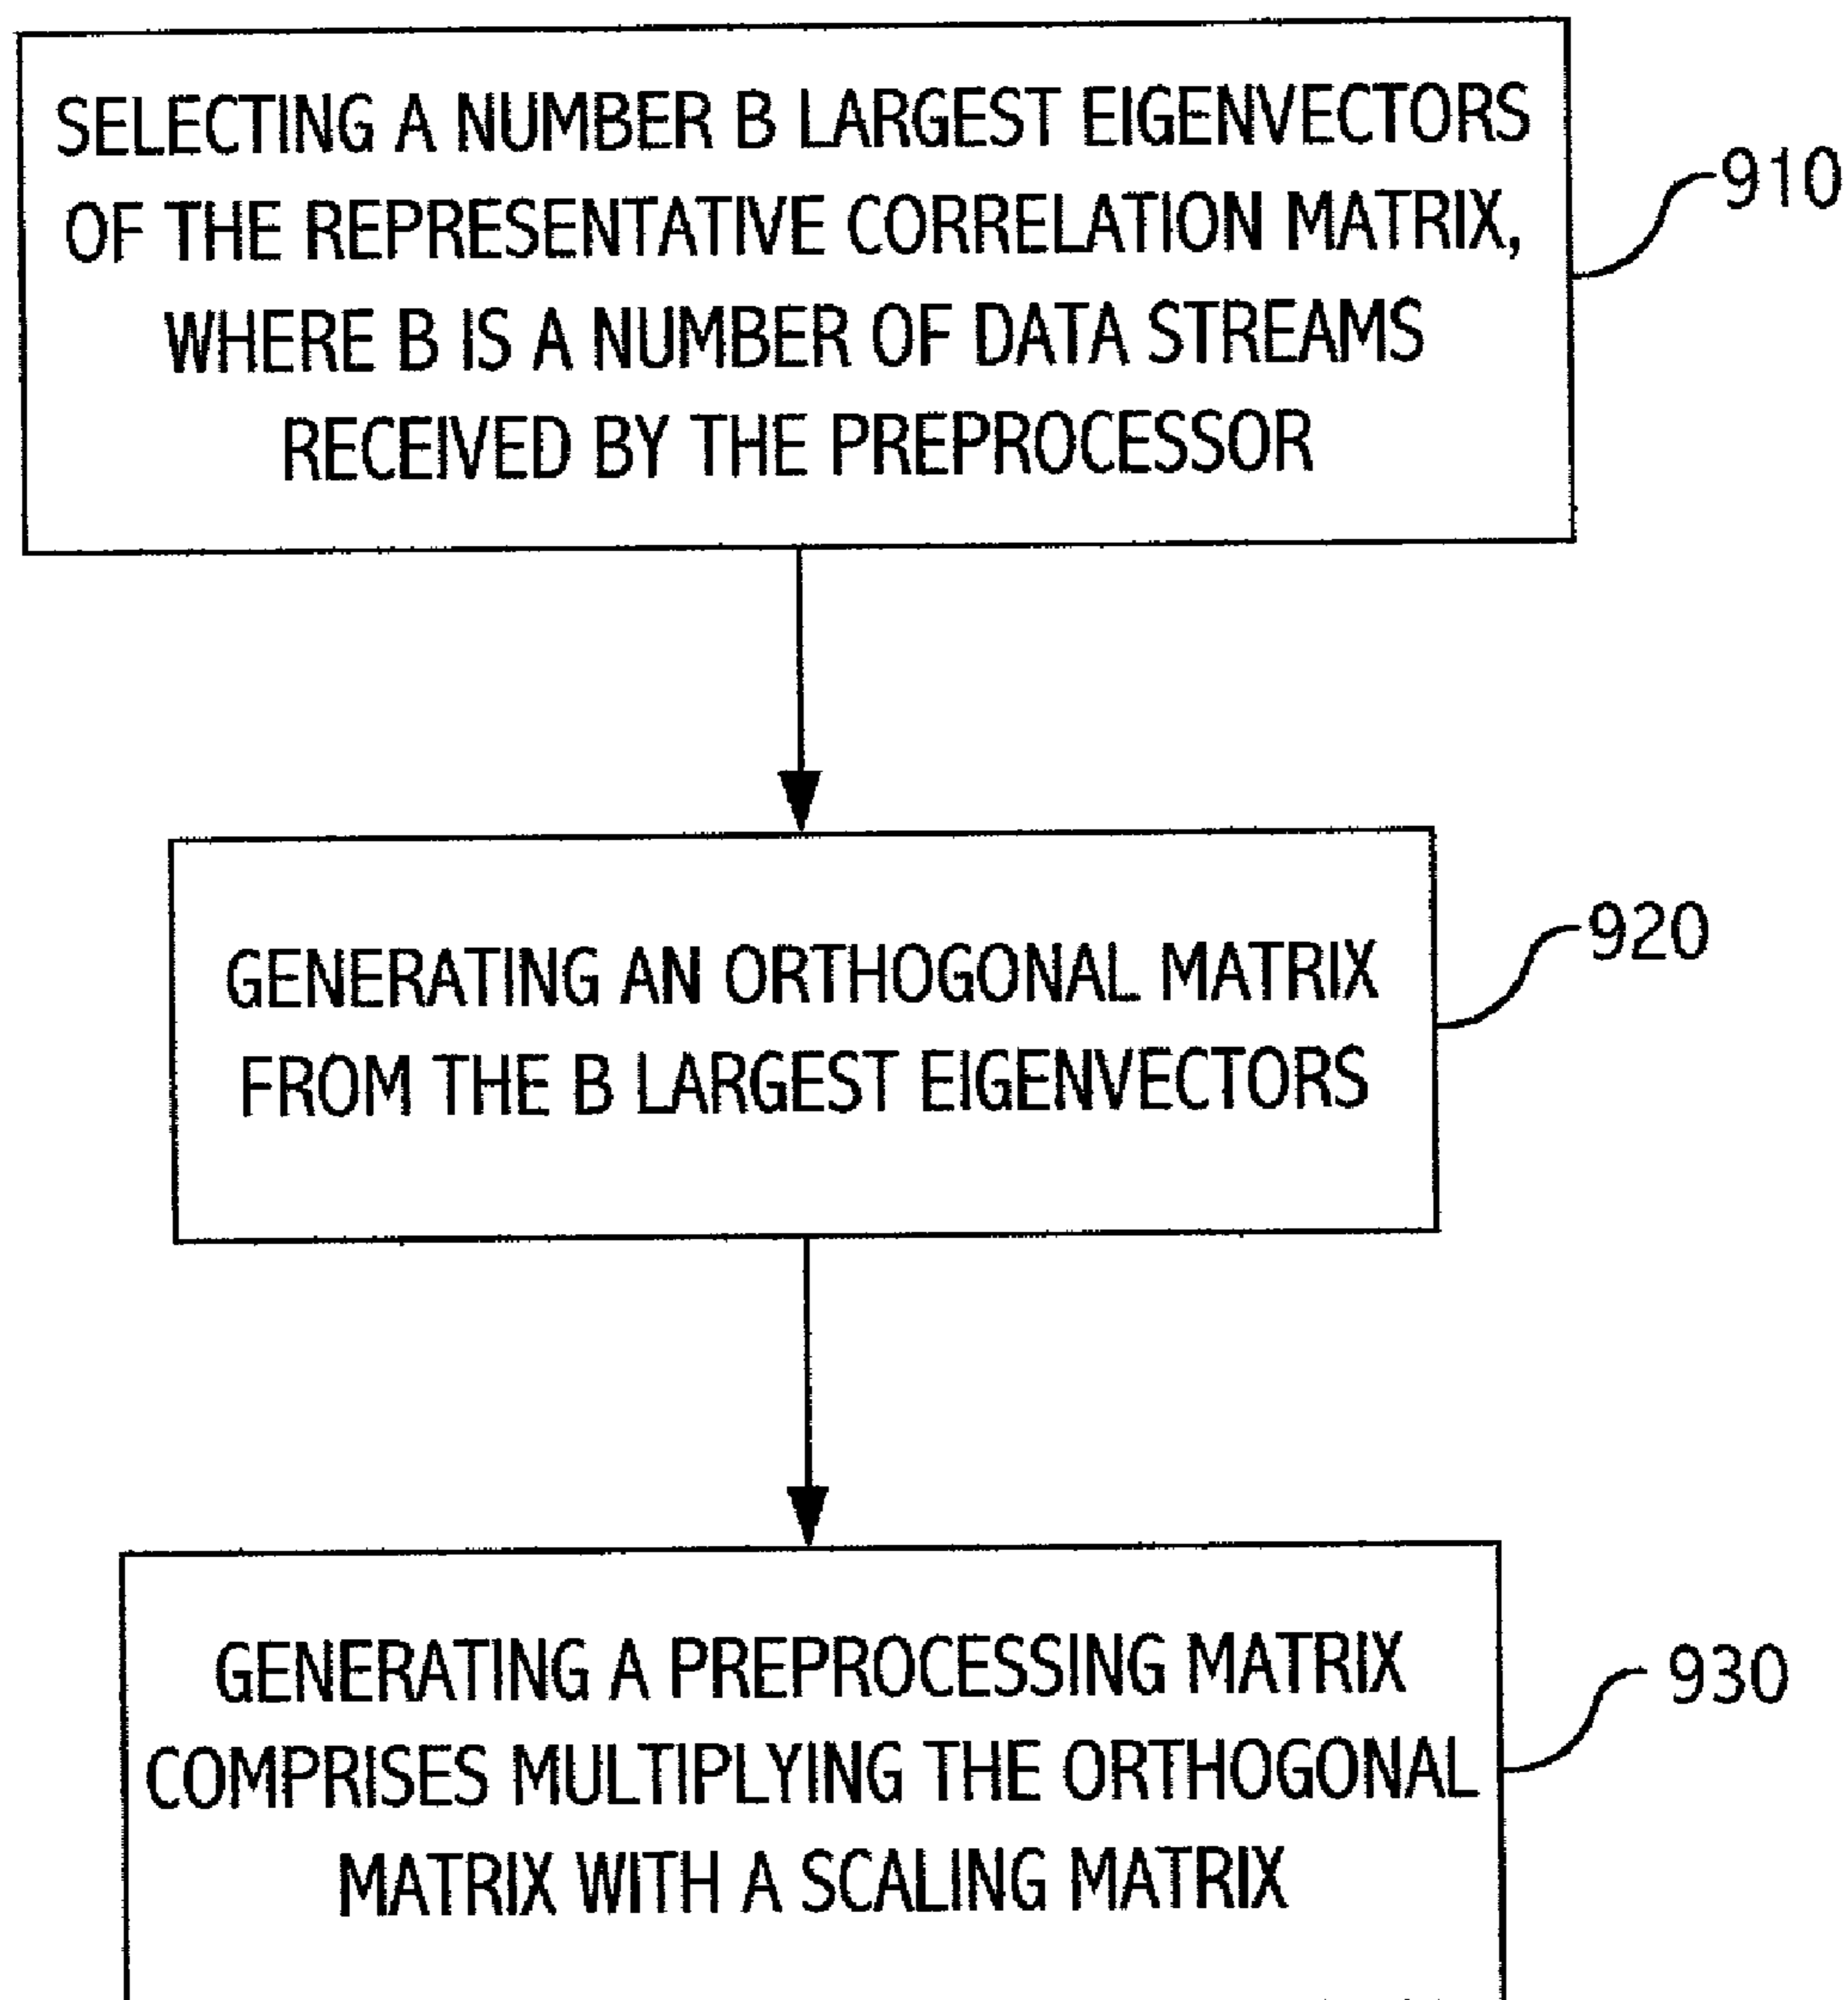 SELECTING A NUMBER B LARGEST EIGENVECTORS
OF THE REPRESENTATIVE CORRELATION MATRIX,
WHERE B IS A NUMBER OF DATA STREAMS
RECEIVED BY THE PREPROCESSOR
910
GENERATING AN ORTHOGONAL MATRIX
FROM THE B LARGEST EIGENVECTORS
920
GENERATING A PREPROCESSING MATRIX
COMPRISES MULTIPLYING THE ORTHOGONAL
MATRIX WITH A SCALING MATRIX
930